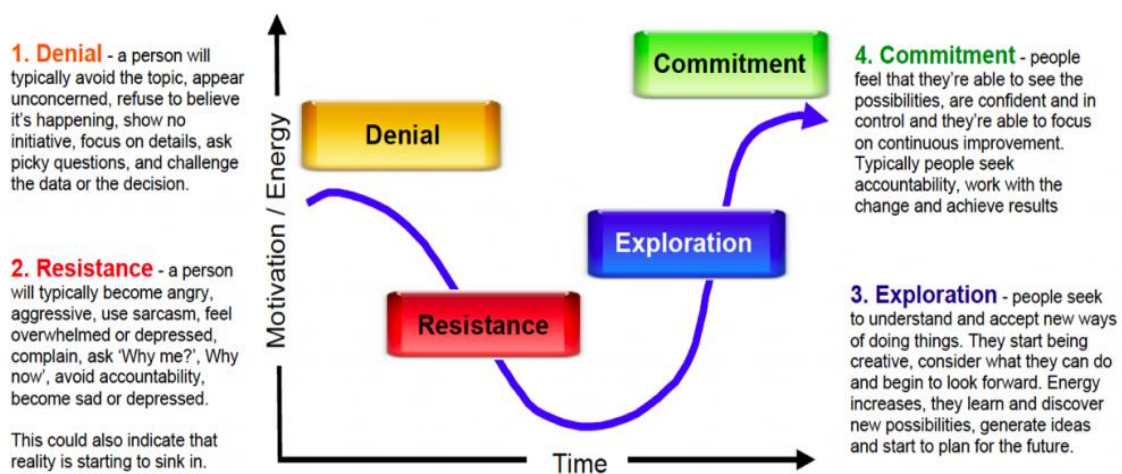 1. Denial - a person will
typically avoid the topic, appear
unconcerned, refuse to believe
it's happening, show no
initiative, focus on details, ask
picky questions, and challenge
the data or the decision.
2. Resistance - a person
will typically become angry,
aggressive, use sarcasm, feel
overwhelmed or depressed,
complain, ask 'Why me?', Why
now', avoid accountability,
become sad or depressed.
This could also indicate that
reality is starting to sink in.
Motivation / Energy
Denial
Resistance
Exploration
Commitment
Time
4. Commitment - people
feel that they're able to see the
possibilities, are confident and in
control and they're able to focus
on continuous improvement.
Typically people seek
accountability, work with the
change and achieve results
3. Exploration - people seek
to understand and accept new ways
of doing things. They start being
creative, consider what they can do
and begin to look forward. Energy
increases, they learn and discover
new possibilities, generate ideas
and start to plan for the future.